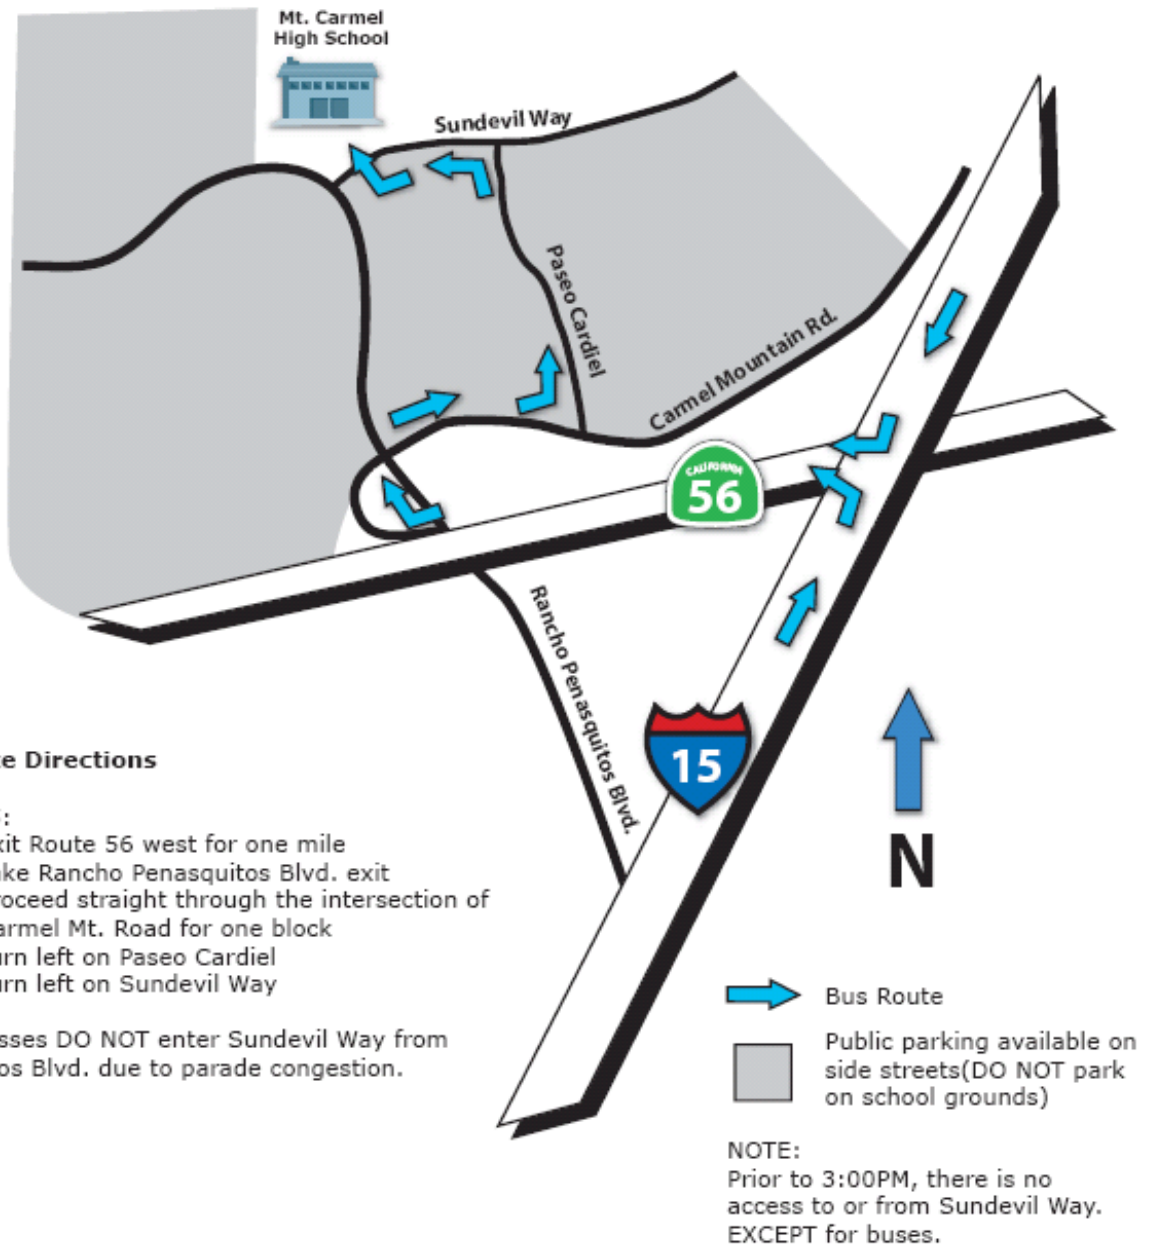 Mt. Carmel
High School
Sundevil Way
Paseo Cardiel
Carmel Mountain Rd.
CALIFORNIA
56
Rancho Penasquitos Blvd.
15
N
te Directions
:
xit Route 56 west for one mile
ake Rancho Penasquitos Blvd. exit
roceed straight through the intersection of
armel Mt. Road for one block
urn left on Paseo Cardiel
urn left on Sundevil Way
sses DO NOT enter Sundevil Way from
os Blvd. due to parade congestion.
Bus Route
Public parking available on
side streets(DO NOT park
on school grounds)
NOTE:
Prior to 3:00PM, there is no
access to or from Sundevil Way.
EXCEPT for buses.